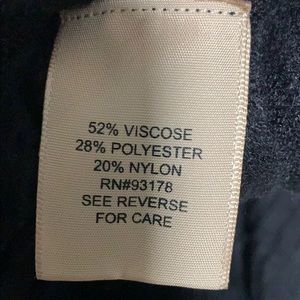 52% VISCOSE
28% POLYESTER
20% NYLON
RN#93178
SEE REVERSE
FOR CARE